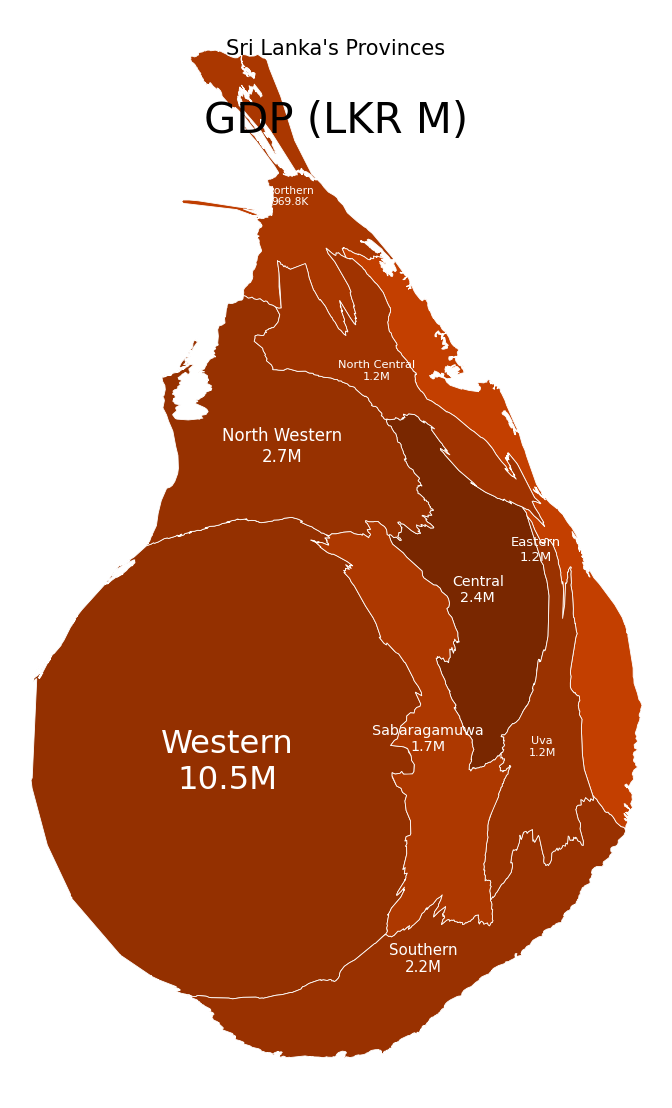 Sri Lanka's Provinces
GDP (LKR M)
Northern
969.8K
North Central
1.2M
North Western
2.7M
Eastern
1.2M
Central
2.4M
Western
10.5M
Sabaragamuwa
1.7M
Uva
1.2M
Southern
2.2M